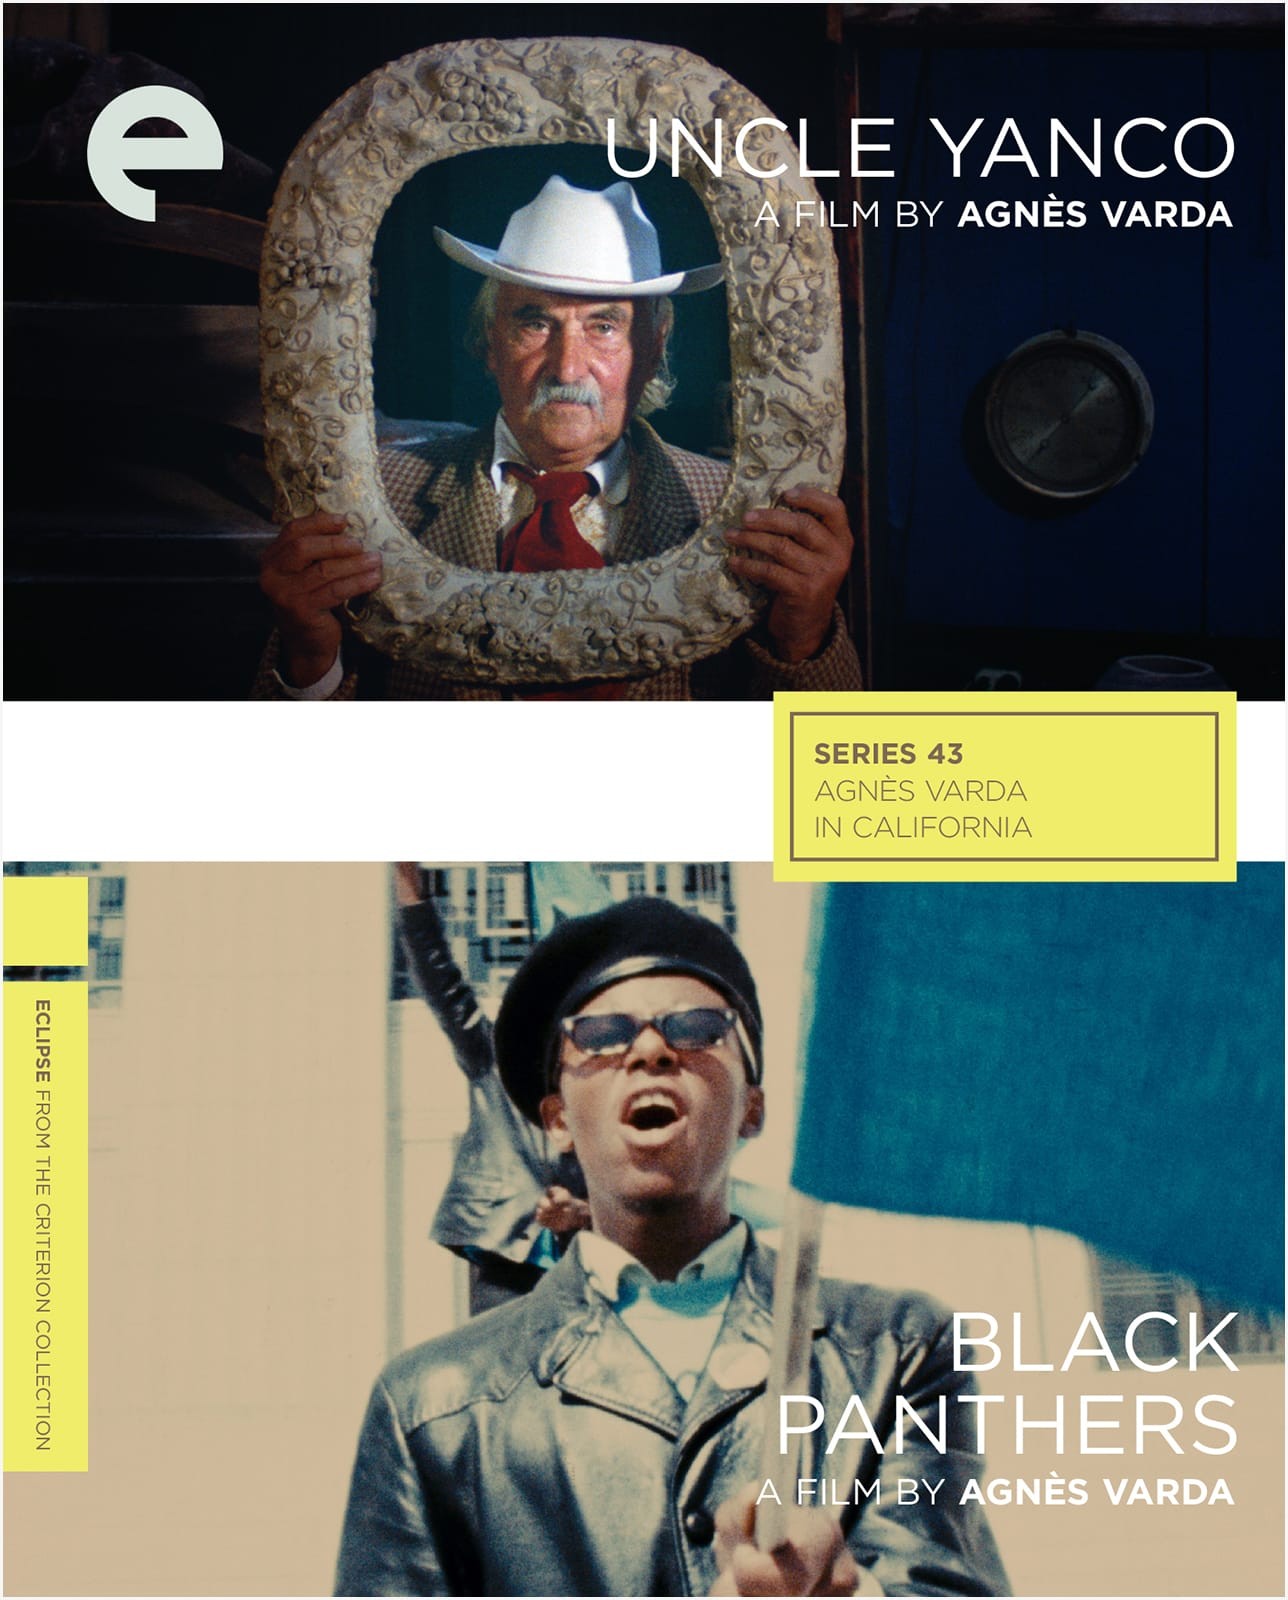 e
UNCLE YANCO
A FILM BY AGNÈS VARDA
SERIES 43
AGNÈS VARDA
IN CALIFORNIA
ECLIPSE FROM THE CRITERION COLLECTION
BLACK
PANTHERS
A FILM BY AGNÈS VARDA